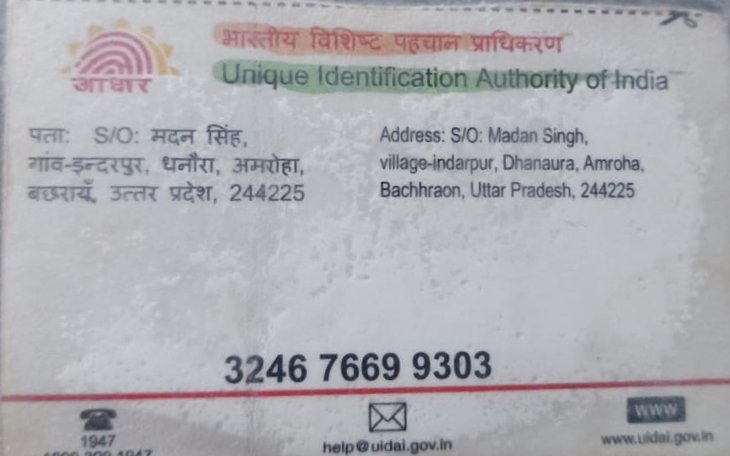 आधार
भारतीय विशिष्ट पहचान प्राधिकरण
Unique Identification Authority of India
पता: S/O: मदन सिंह,
गांव-इन्दरपुर, धनौरा, अमरोहा,
बछरायूँ, उत्तर प्रदेश, 244225
Address: S/O: Madan Singh,
village-indarpur, Dhanaura, Amroha,
Bachhraon, Uttar Pradesh, 244225
3246 7669 9303
1947
help@uidai.gov.in
WWW
www.uidai.gov.in